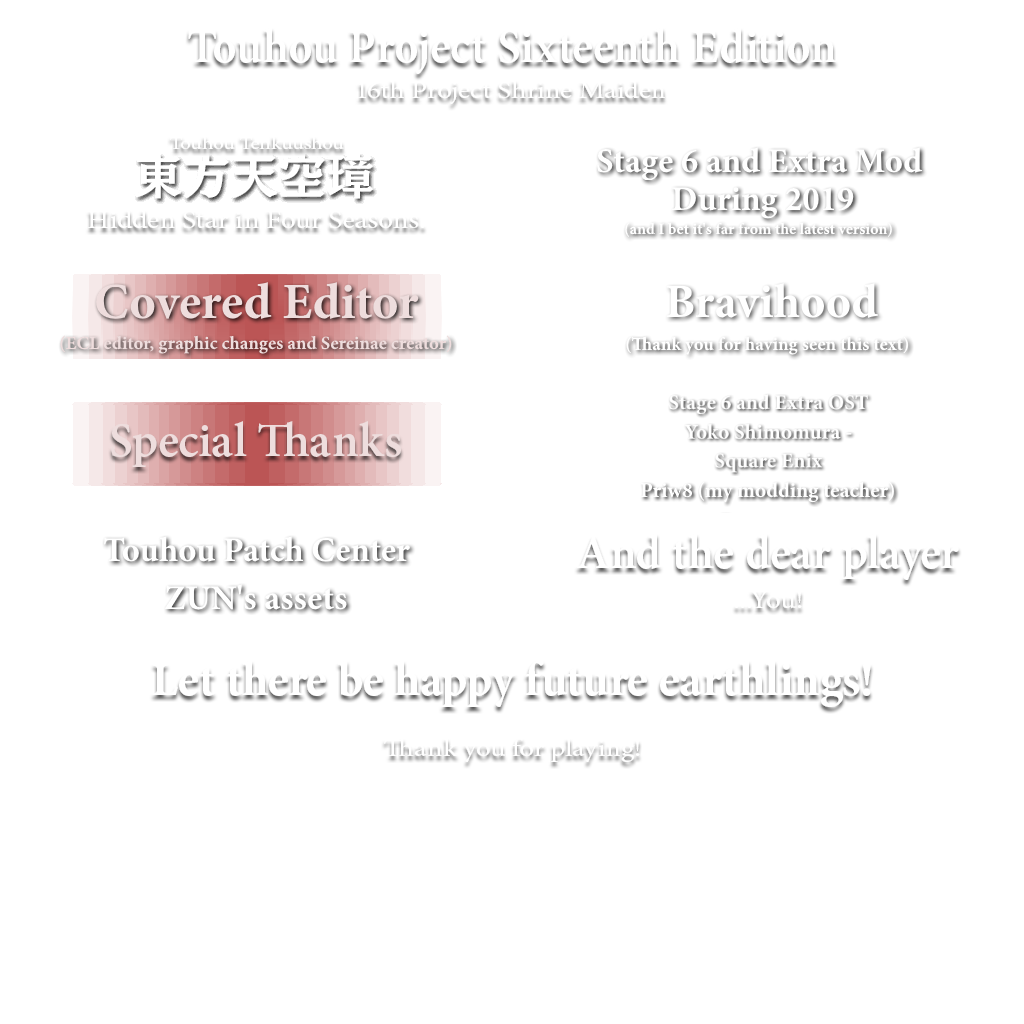 Touhou Project Sixteenth Edition
16th Project Shrine Maiden
Touhou Tenkuushou
東方天空璋
Hidden Star in Four Seasons.
Stage 6 and Extra Mod
During 2019
(and I bet it's far from the latest version)
Covered Editor
(ECL editor, graphic changes and Sereinae creator)
Bravihood
(Thank you for having seen this text)
Special Thanks
Stage 6 and Extra OST
Yoko Shimomura -
Square Enix
Priw8 (my modding teacher)
Touhou Patch Center
ZUN's assets
And the dear player
...You!
Let there be happy future earthlings!
Thank you for playing!